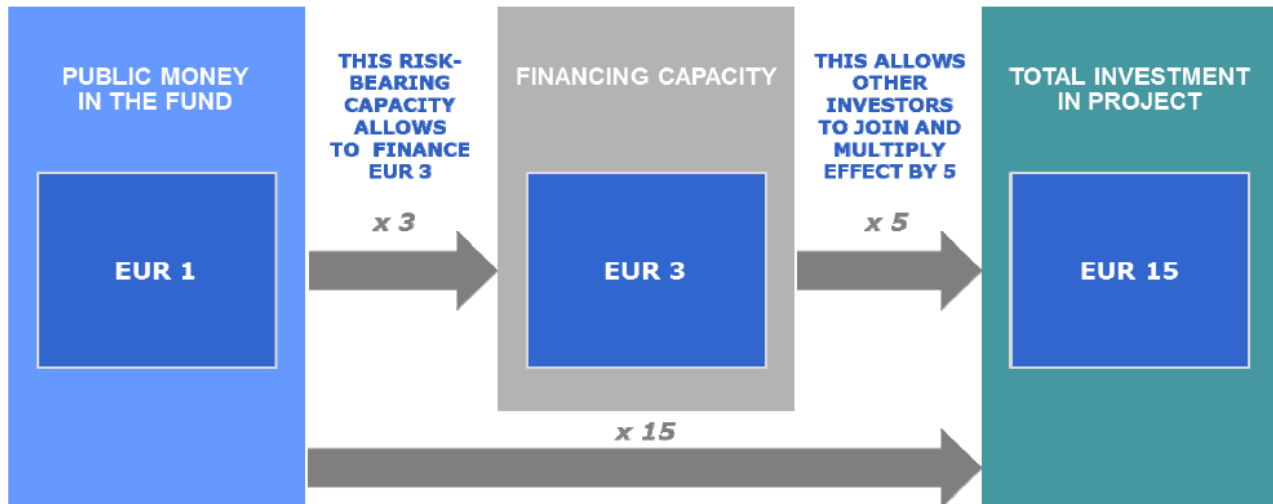 PUBLIC MONEY
IN THE FUND
EUR 1
THIS RISK-
BEARING
CAPACITY
ALLOWS
TO FINANCE
EUR 3
x 3
FINANCING CAPACITY
EUR 3
THIS ALLOWS
OTHER
INVESTORS
TO JOIN AND
MULTIPLY
EFFECT BY 5
x 5
TOTAL INVESTMENT
IN PROJECT
EUR 15
x 15